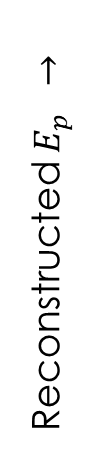 Reconstructed E_p →